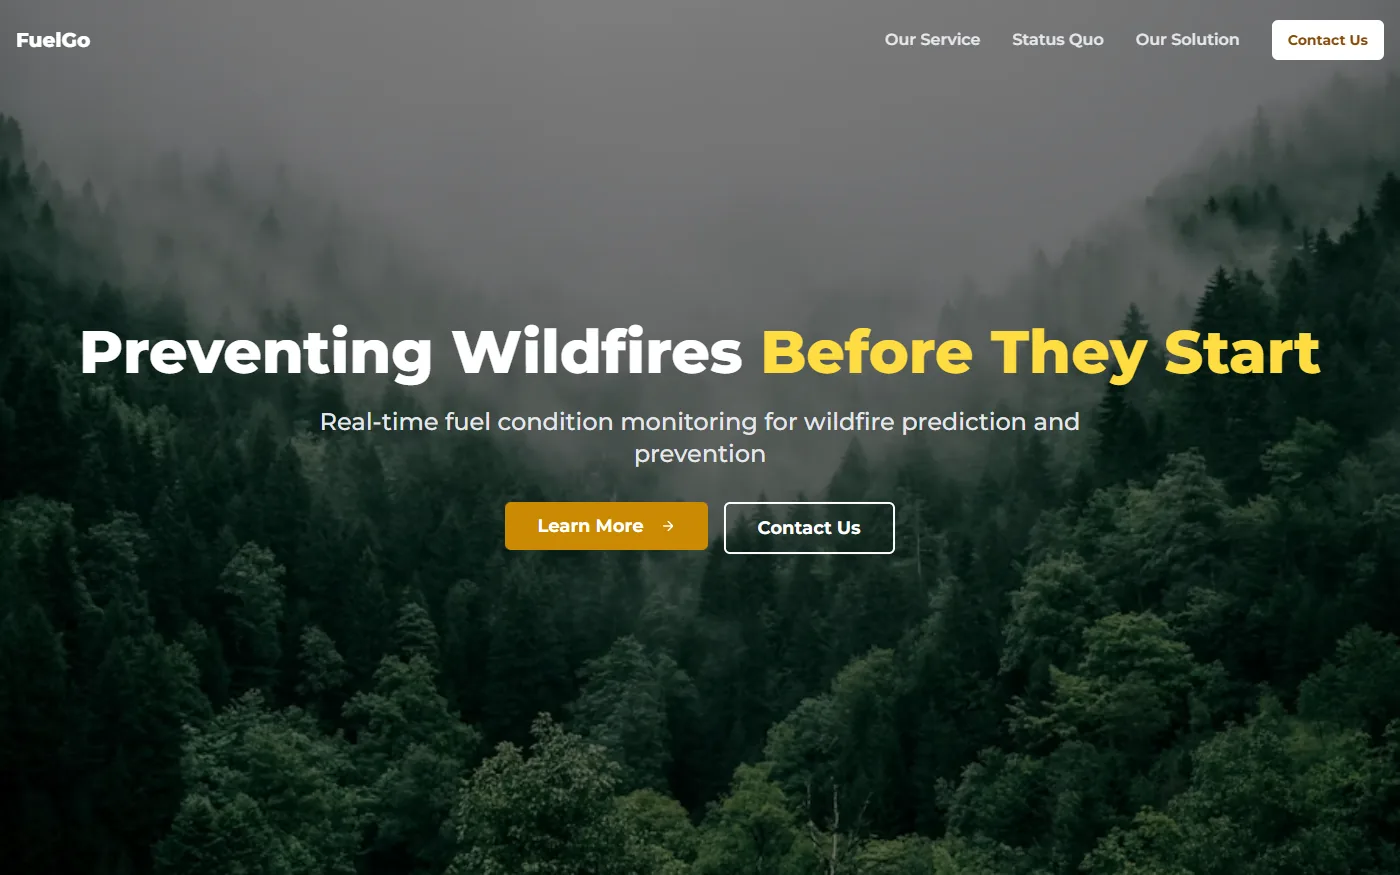 FuelGo
Our Service
Status Quo
Our Solution
Contact Us
Preventing Wildfires Before They Start
Real-time fuel condition monitoring for wildfire prediction and
prevention
Learn More →
Contact Us